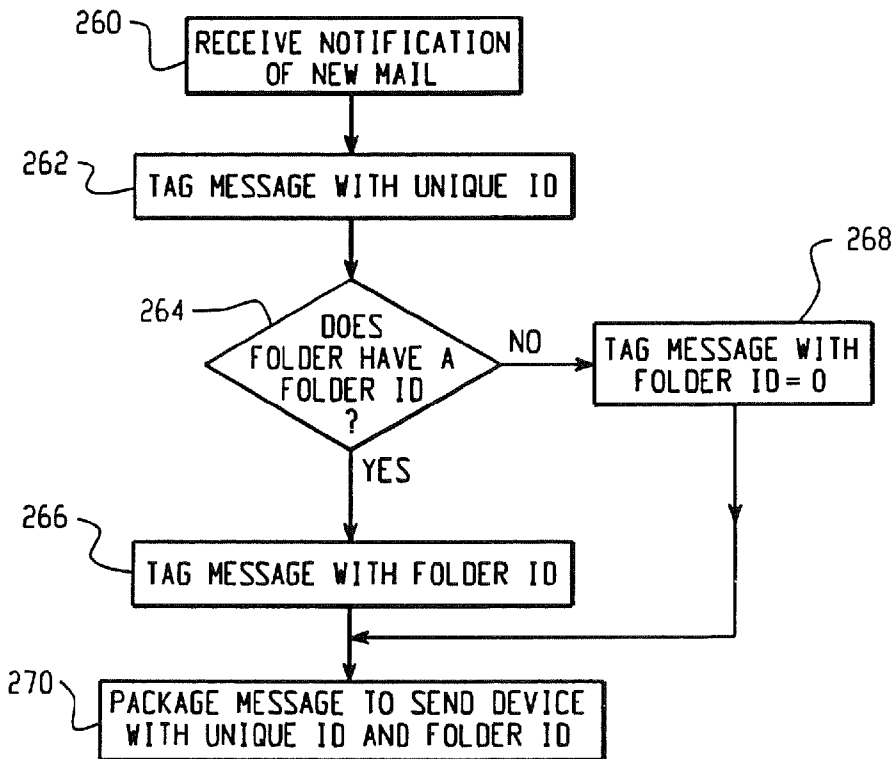 260
RECEIVE NOTIFICATION
OF NEW MAIL
262
TAG MESSAGE WITH UNIQUE ID
264
DOES
FOLDER HAVE A
FOLDER ID
?
NO
268
TAG MESSAGE WITH
FOLDER ID = 0
YES
266
TAG MESSAGE WITH FOLDER ID
270
PACKAGE MESSAGE TO SEND DEVICE
WITH UNIQUE ID AND FOLDER ID